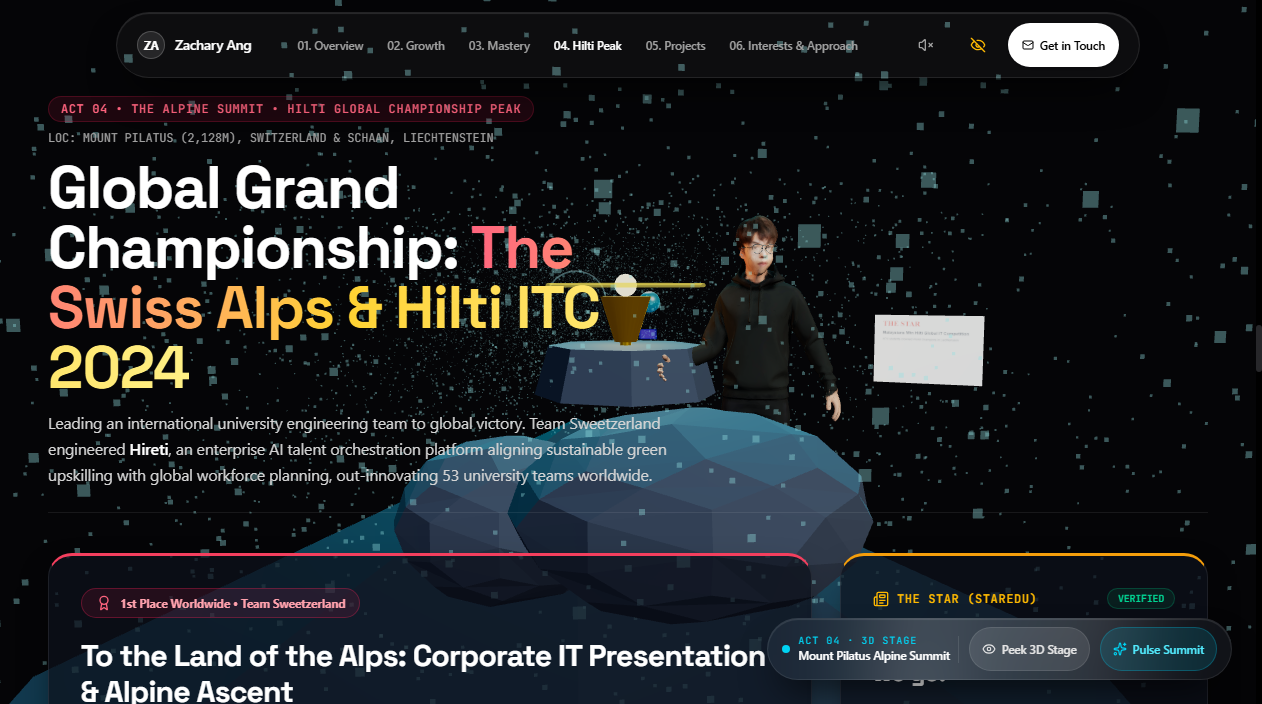 ZA Zachary Ang 01. Overview 02. Growth 03. Mastery 04. Hilti Peak 05. Projects 06. Interests & Approach Get in Touch
ACT 04 • THE ALPINE SUMMIT • HILTI GLOBAL CHAMPIONSHIP PEAK
LOC: MOUNT PILATUS (2,128M), SWITZERLAND & SCHAAN, LIECHTENSTEIN
Global Grand
Championship: The
Swiss Alps & Hilti ITC
2024
THE STAR
Leading an international university engineering team to global victory. Team Sweetzerland
engineered Hireti, an enterprise AI talent orchestration platform aligning sustainable green
upskilling with global workforce planning, out-innovating 53 university teams worldwide.
1st Place Worldwide • Team Sweetzerland
To the Land of the Alps: Corporate IT Presentation
& Alpine Ascent
THE STAR (STAREDU) VERIFIED
ACT 04 · 3D STAGE
Mount Pilatus Alpine Summit
Peek 3D Stage
Pulse Summit